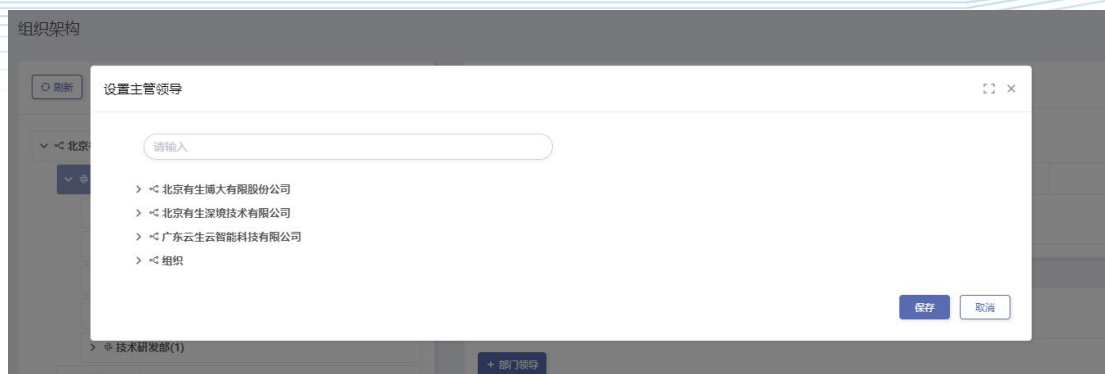 组织架构
刷新
设置主管领导
北京
请输入
北京有生博大有限股份公司
北京有生深境技术有限公司
广东云生云智能科技有限公司
组织
保存
取消
技术研发部(1)
+ 部门领导